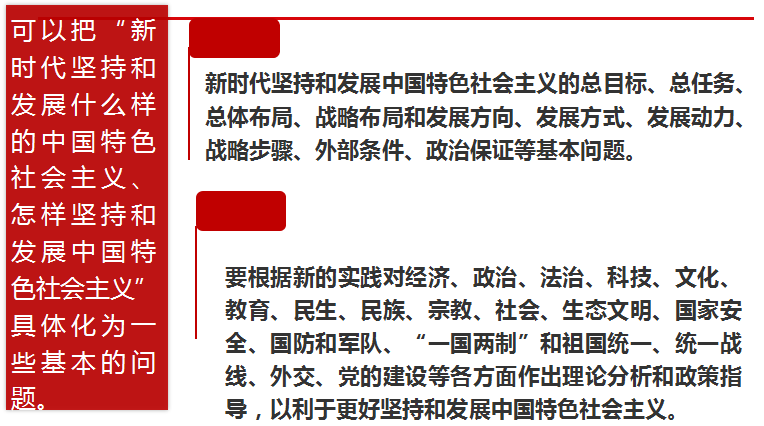 可以把“新
时代坚持和
发展什么样
的中国特色
社会主义、
怎样坚持和
发展中国特
色社会主义”
具体化为一
些基本的问
题。
新时代坚持和发展中国特色社会主义的总目标、总任务、
总体布局、战略布局和发展方向、发展方式、发展动力、
战略步骤、外部条件、政治保证等基本问题。
要根据新的实践对经济、政治、法治、科技、文化、
教育、民生、民族、宗教、社会、生态文明、国家安
全、国防和军队、“一国两制”和祖国统一、统一战
线、外交、党的建设等各方面作出理论分析和政策指
导，以利于更好坚持和发展中国特色社会主义。